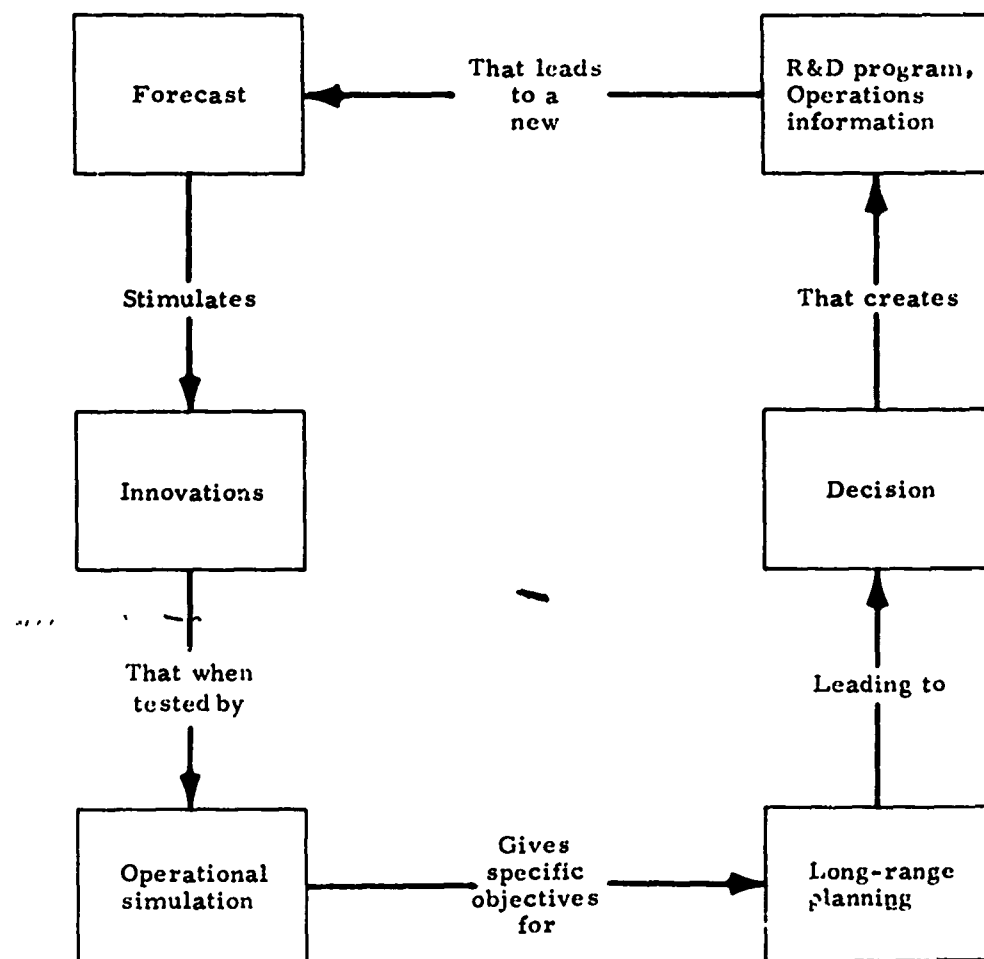 Forecast
That leads
to a
new
R&D program,
Operations
information
Stimulates
That creates
Innovations
Decision
That when
tested by
Leading to
Operational
simulation
Gives
specific
objectives
for
Long-range
planning